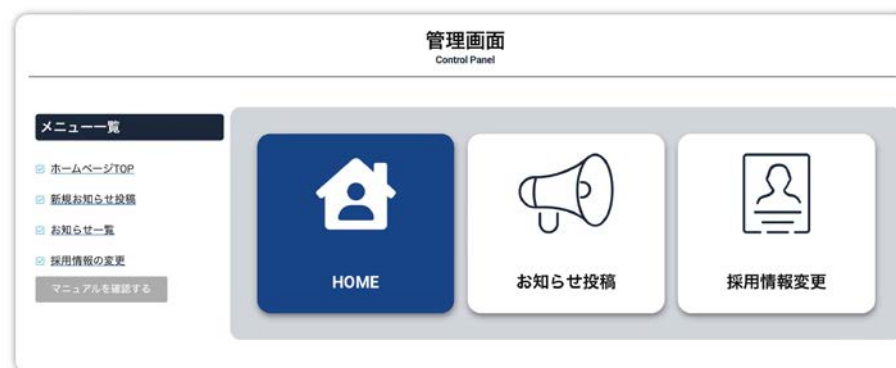 管理画面
Control Panel
メニュー一覧
ホームページTOP
新規お知らせ投稿
お知らせ一覧
採用情報の変更
マニュアルを確認する
HOME
お知らせ投稿
採用情報変更